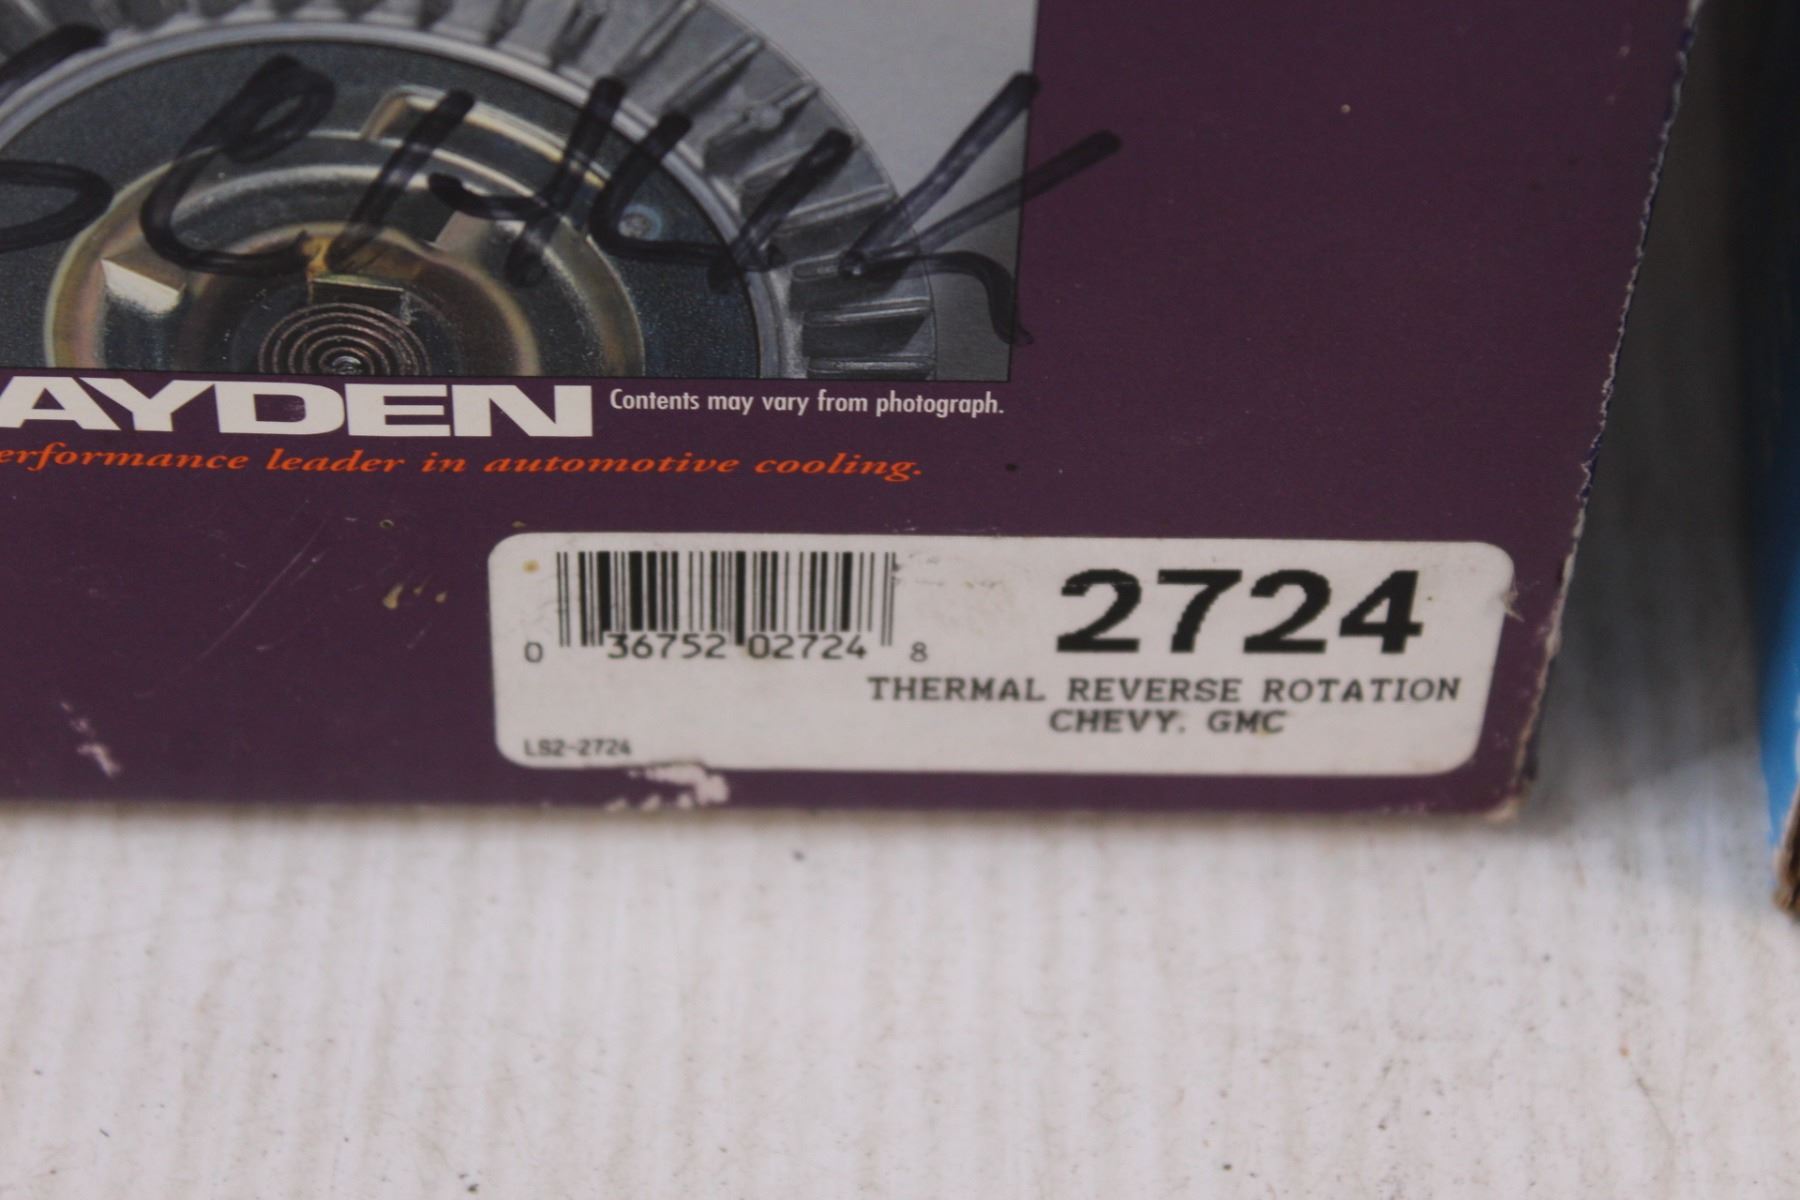 AYDEN Contents may vary from photograph.
erformance leader in automotive cooling.
2724
0 36752 02724 8
THERMAL REVERSE ROTATION
CHEVY. GMC
LS2-2724